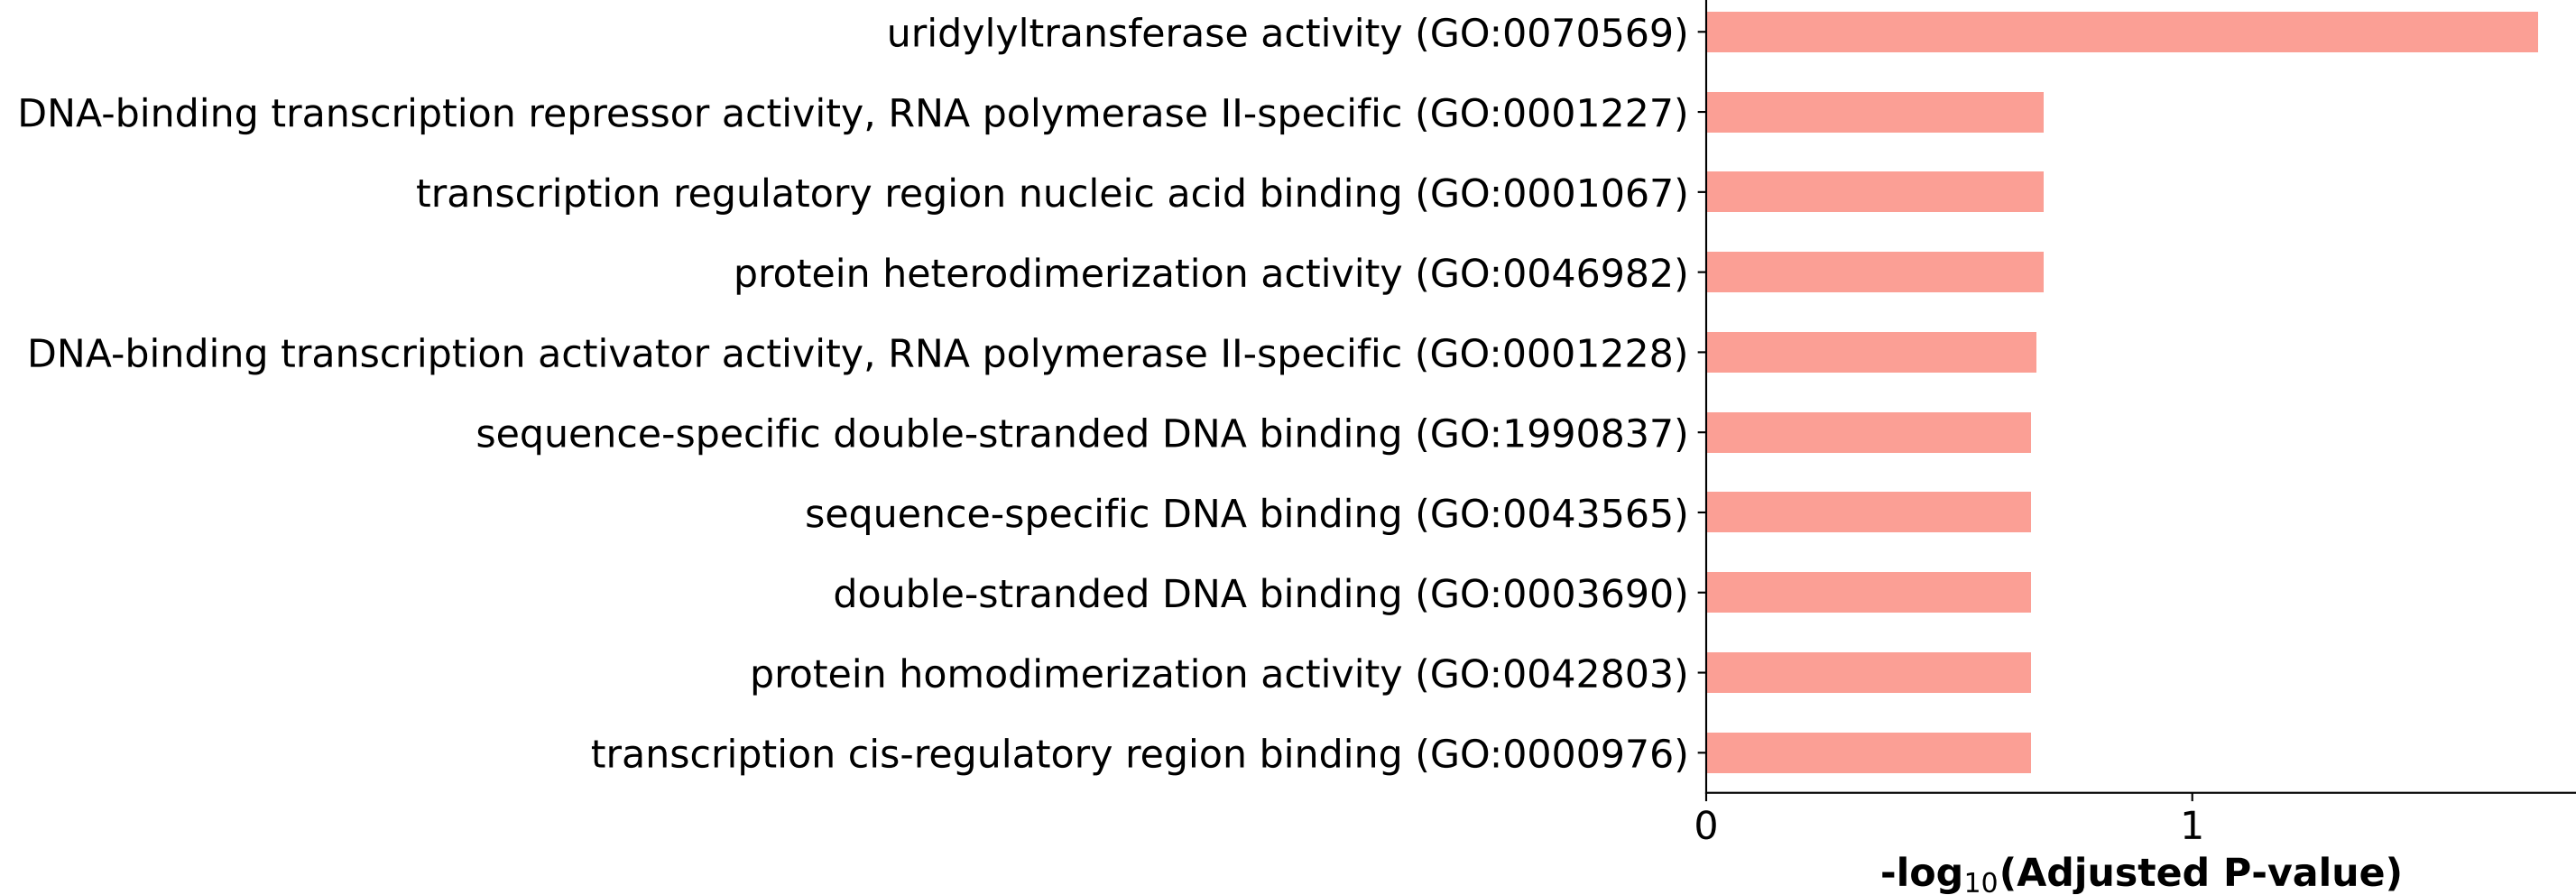 uridylyltransferase activity (GO:0070569)
DNA-binding transcription repressor activity, RNA polymerase II-specific (GO:0001227)
transcription regulatory region nucleic acid binding (GO:0001067)
protein heterodimerization activity (GO:0046982)
DNA-binding transcription activator activity, RNA polymerase II-specific (GO:0001228)
sequence-specific double-stranded DNA binding (GO:1990837)
sequence-specific DNA binding (GO:0043565)
double-stranded DNA binding (GO:0003690)
protein homodimerization activity (GO:0042803)
transcription cis-regulatory region binding (GO:0000976)
0 1
-log₁₀(Adjusted P-value)